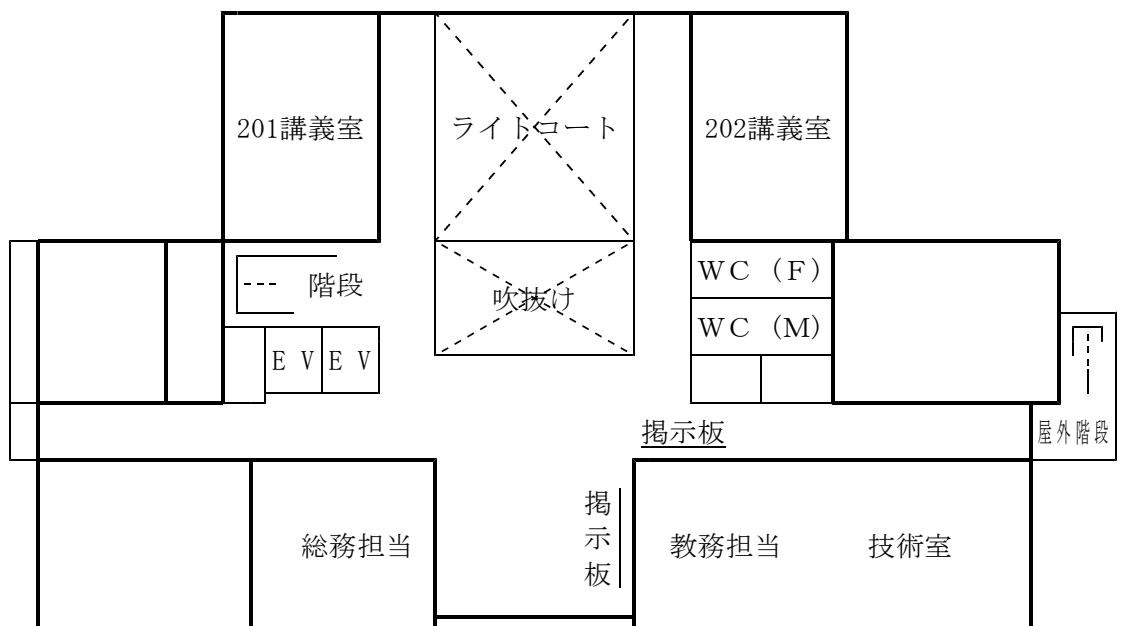 201講義室
ライトコート
202講義室
階段
吹抜け
WC (F)
WC (M)
EV
EV
掲示板
屋外階段
総務担当
掲示板
教務担当
技術室